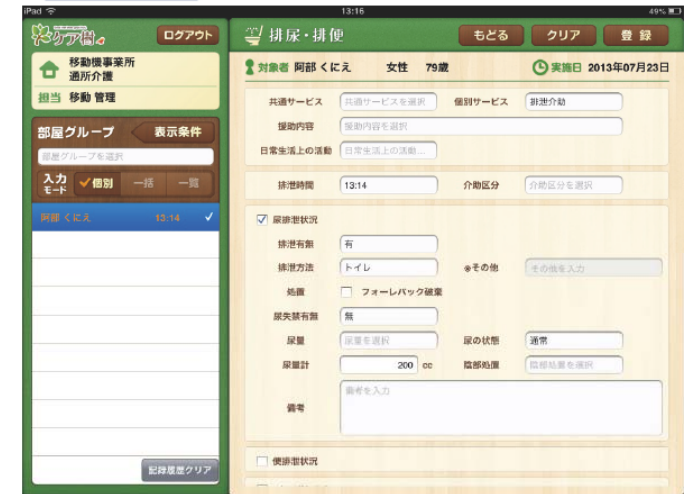 iPad 13:16 49%
ケア樹 ログアウト
移動機事業所
通所介護
担当 移動 管理
部屋グループ 表示条件
部屋グループを選択
入力
モード
個別 一括 一覧
阿部 くにえ 13:14
記録履歴クリア
排尿・排便 もどる クリア 登 録
対象者 阿部 くにえ 女性 79歳 実施日 2013年07月23日
共通サービス 共通サービスを選択 個別サービス 排泄介助
援助内容 援助内容を選択
日常生活上の活動 日常生活上の活動...
排泄時間 13:14 介助区分 介助区分を選択
尿排泄状況
排泄有無 有
排泄方法 トイレ ※その他 その他を入力
処置 フォーレパック破棄
尿失禁有無 無
尿量 尿量を選択 尿の状態 通常
尿量計 200 cc 陰部処置 陰部処置を選択
備考 備考を入力
便排泄状況